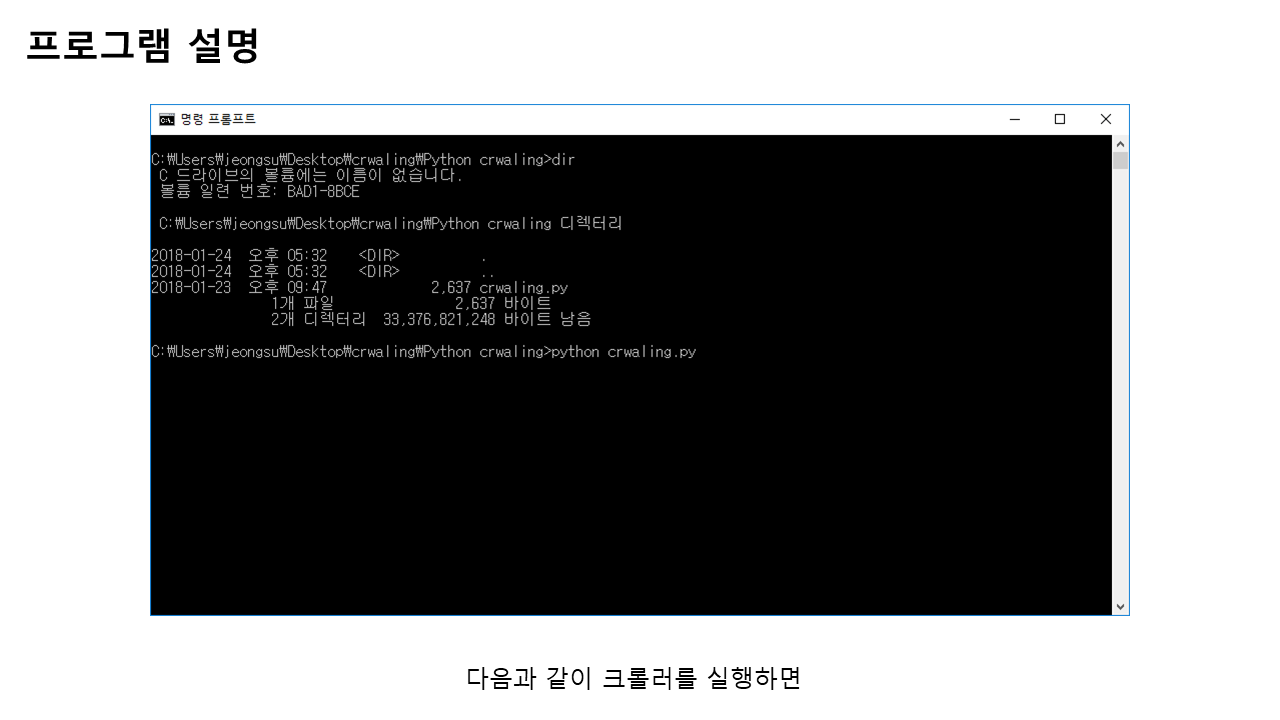 프로그램 설명
명령 프롬프트
C:\Users\jeongsu\Desktop\crwaling\Python crwaling>dir
C 드라이브의 볼륨에는 이름이 없습니다.
볼륨 일련 번호: BAD1-8BCE
C:\Users\jeongsu\Desktop\crwaling\Python crwaling 디렉터리
2018-01-24 오후 05:32 <DIR> .
2018-01-24 오후 05:32 <DIR> ..
2018-01-23 오후 09:47 2,637 crwaling.py
1개 파일 2,637 바이트
2개 디렉터리 33,376,821,248 바이트 남음
C:\Users\jeongsu\Desktop\crwaling\Python crwaling>python crwaling.py
다음과 같이 크롤러를 실행하면